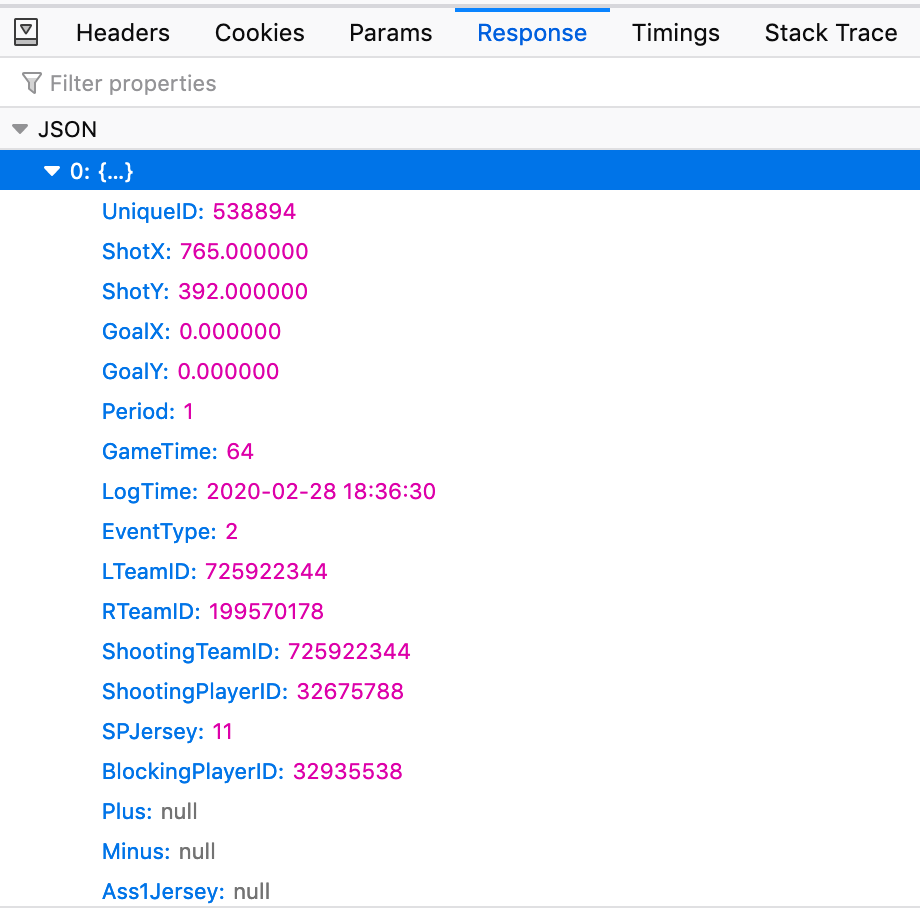 Headers Cookies Params Response Timings Stack Trace
Filter properties
JSON
0: {…}
UniqueID: 538894
ShotX: 765.000000
ShotY: 392.000000
GoalX: 0.000000
GoalY: 0.000000
Period: 1
GameTime: 64
LogTime: 2020-02-28 18:36:30
EventType: 2
LTeamID: 725922344
RTeamID: 199570178
ShootingTeamID: 725922344
ShootingPlayerID: 32675788
SPJersey: 11
BlockingPlayerID: 32935538
Plus: null
Minus: null
Ass1Jersey: null